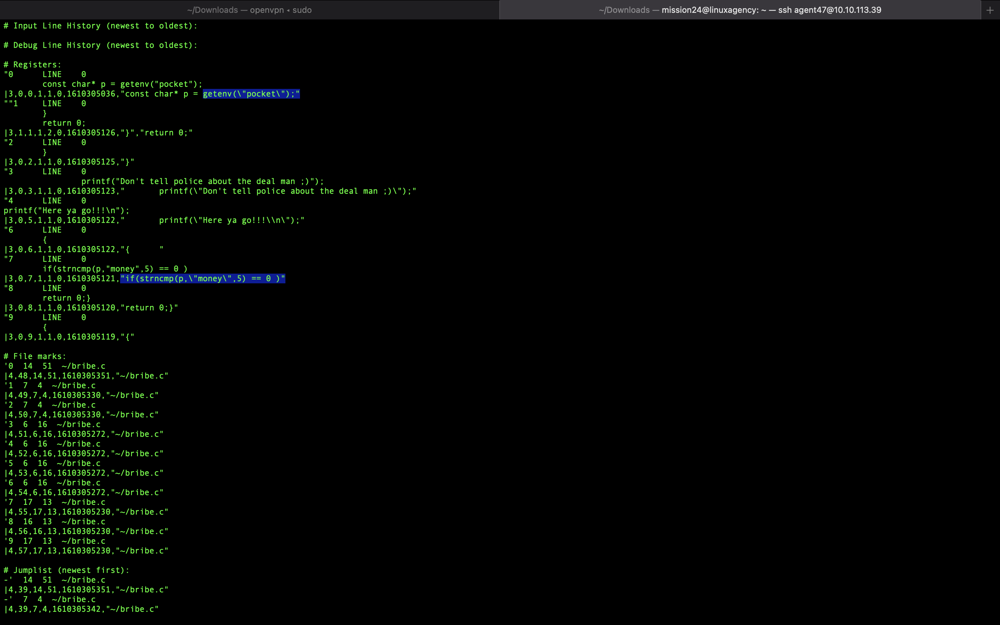 ~/Downloads — openvpn ◂ sudo
~/Downloads — mission24@linuxagency: ~ — ssh agent47@10.10.113.39
+
# Input Line History (newest to oldest):
# Debug Line History (newest to oldest):
# Registers:
"0      LINE    0
        const char* p = getenv("pocket");
|3,0,0,1,1,0,1610305036,"const char* p = getenv(\"pocket\");"
""1     LINE    0
        }
        return 0;
|3,1,1,1,2,0,1610305126,"}","return 0;"
"2      LINE    0
        }
|3,0,2,1,1,0,1610305125,"}"
"3      LINE    0
                printf("Don't tell police about the deal man ;)");
|3,0,3,1,1,0,1610305123,"       printf(\"Don't tell police about the deal man ;)\");"
"4      LINE    0
printf("Here ya go!!!\n");
|3,0,5,1,1,0,1610305122,"       printf(\"Here ya go!!!\\n\");"
"6      LINE    0
        {
|3,0,6,1,1,0,1610305122,"{      "
"7      LINE    0
        if(strncmp(p,"money",5) == 0 )
|3,0,7,1,1,0,1610305121,"if(strncmp(p,\"money\",5) == 0 )"
"8      LINE    0
        return 0;}
|3,0,8,1,1,0,1610305120,"return 0;}"
"9      LINE    0
        {
|3,0,9,1,1,0,1610305119,"{"
# File marks:
'0  14  51  ~/bribe.c
|4,48,14,51,1610305351,"~/bribe.c"
'1  7  4  ~/bribe.c
|4,49,7,4,1610305330,"~/bribe.c"
'2  7  4  ~/bribe.c
|4,50,7,4,1610305330,"~/bribe.c"
'3  6  16  ~/bribe.c
|4,51,6,16,1610305272,"~/bribe.c"
'4  6  16  ~/bribe.c
|4,52,6,16,1610305272,"~/bribe.c"
'5  6  16  ~/bribe.c
|4,53,6,16,1610305272,"~/bribe.c"
'6  6  16  ~/bribe.c
|4,54,6,16,1610305272,"~/bribe.c"
'7  17  13  ~/bribe.c
|4,55,17,13,1610305230,"~/bribe.c"
'8  16  13  ~/bribe.c
|4,56,16,13,1610305230,"~/bribe.c"
'9  17  13  ~/bribe.c
|4,57,17,13,1610305230,"~/bribe.c"
# Jumplist (newest first):
-'  14  51  ~/bribe.c
|4,39,14,51,1610305351,"~/bribe.c"
-'  7  4  ~/bribe.c
|4,39,7,4,1610305342,"~/bribe.c"